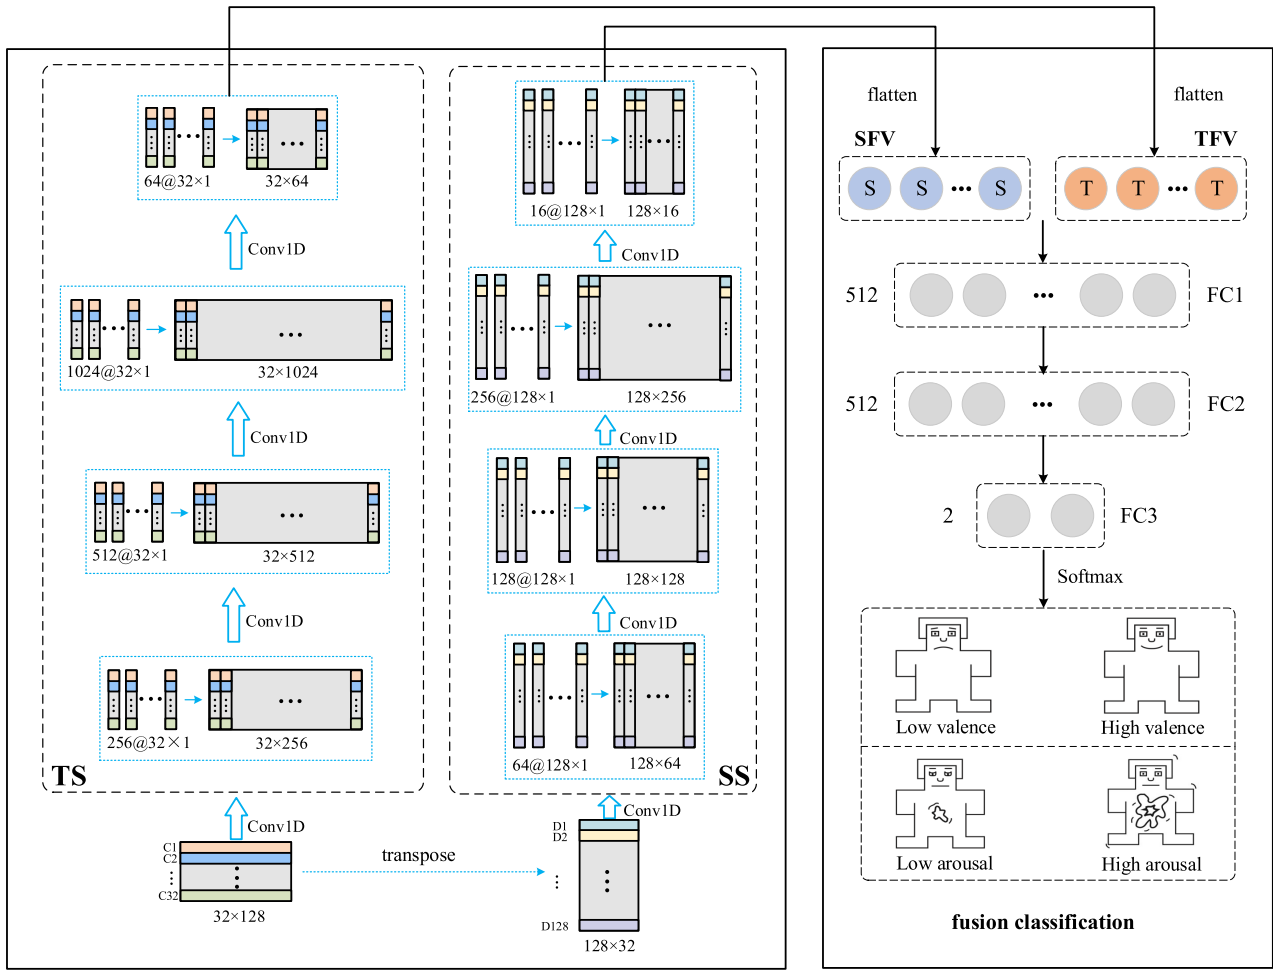 64@32×1
32×64
Conv1D
1024@32×1
32×1024
Conv1D
512@32×1
32×512
Conv1D
256@32×1
32×256
TS
Conv1D
C1
C2
C32
32×128
transpose
16@128×1
128×16
Conv1D
256@128×1
128×256
Conv1D
128@128×1
128×128
Conv1D
64@128×1
128×64
SS
Conv1D
D1
D2
D128
128×32
flatten
flatten
SFV
TFV
S S ••• S
T T ••• T
512
FC1
512
FC2
2
FC3
Softmax
Low valence
High valence
Low arousal
High arousal
fusion classification